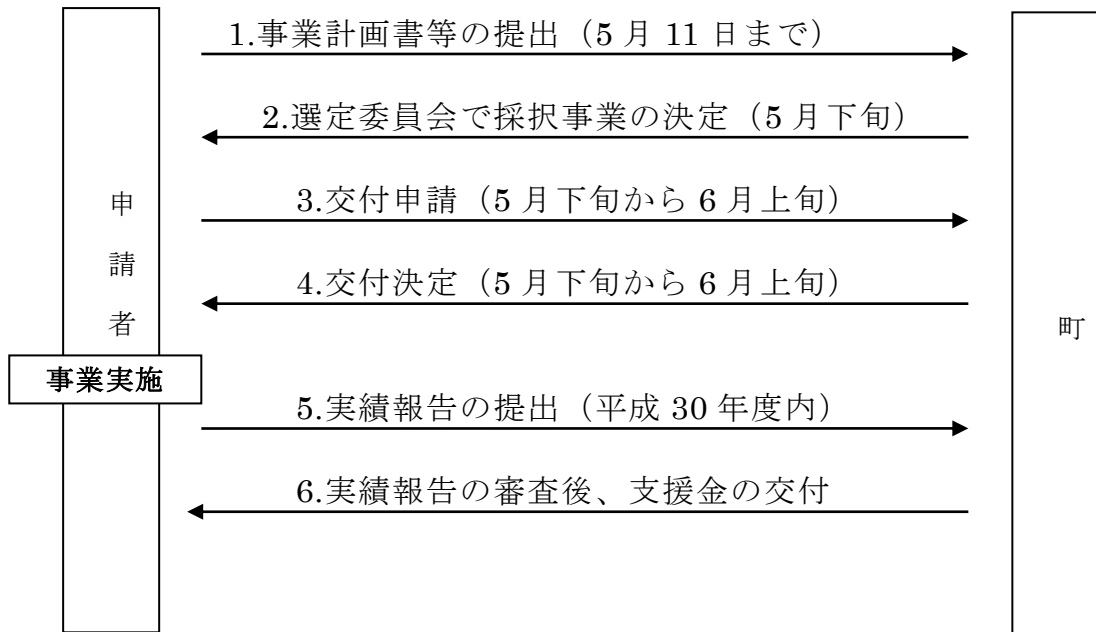 1.事業計画書等の提出（5月11日まで）
2.選定委員会で採択事業の決定（5月下旬）
3.交付申請（5月下旬から6月上旬）
4.交付決定（5月下旬から6月上旬）
申請者
町
事業実施
5.実績報告の提出（平成30年度内）
6.実績報告の審査後、支援金の交付